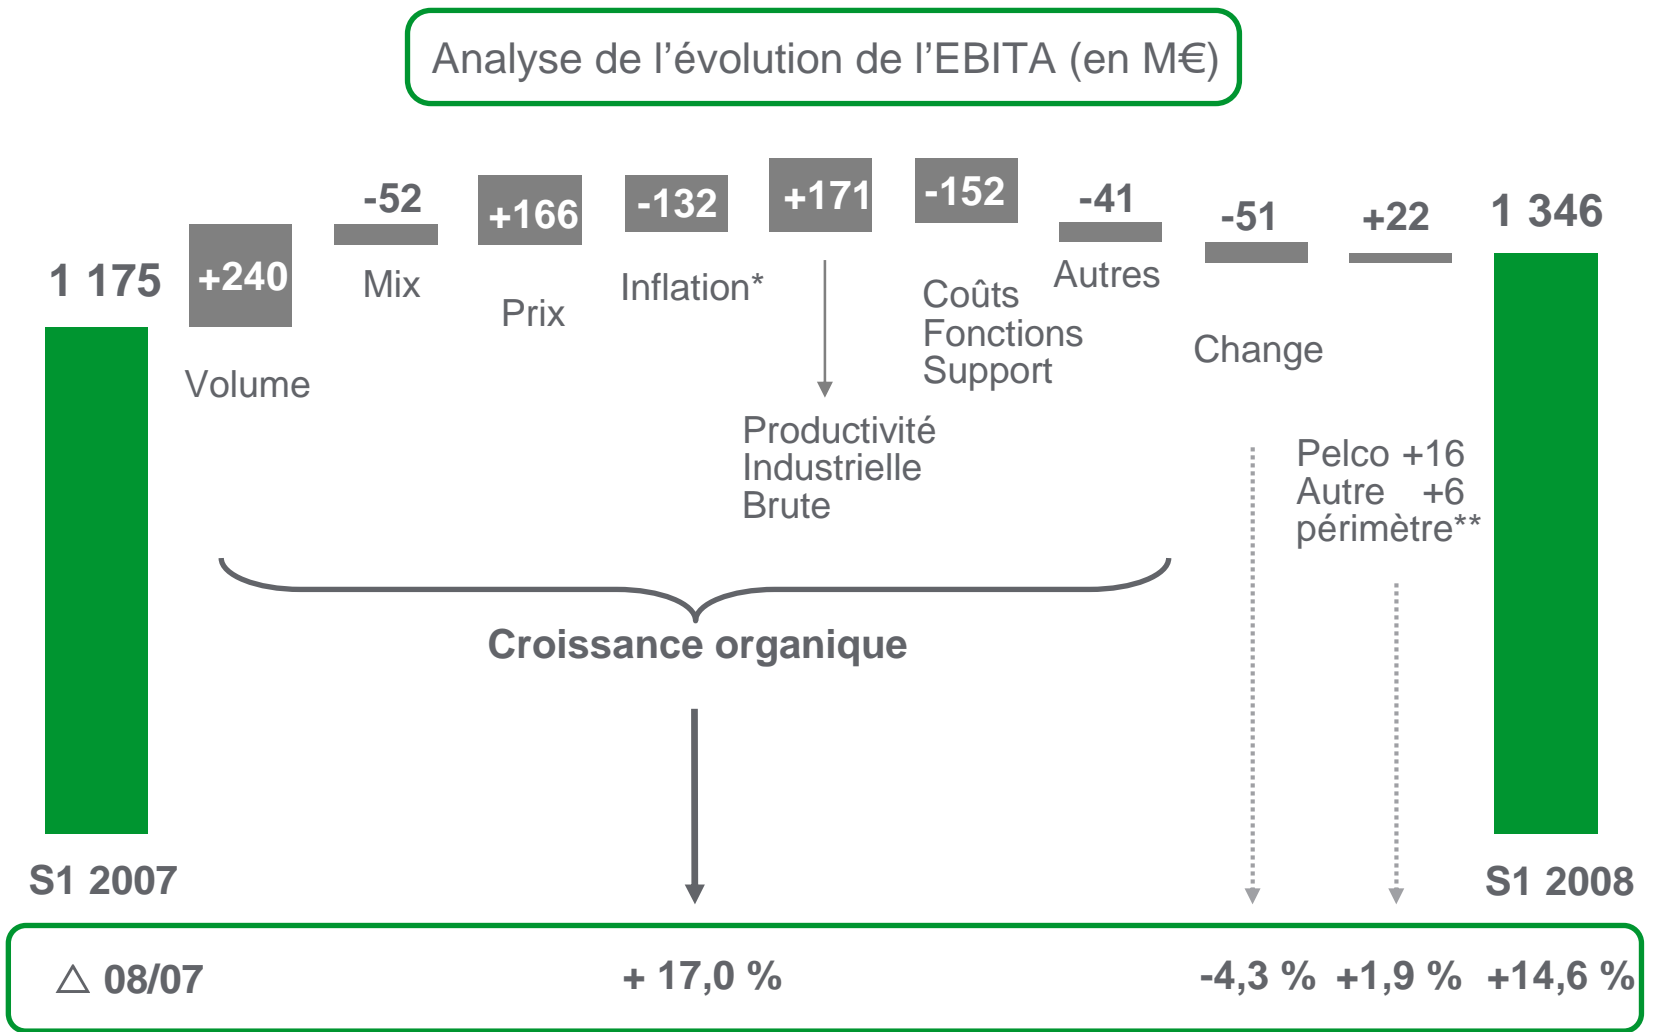 Analyse de l’évolution de l’EBITA (en M€)
1 175
+240
-52
+166
-132
+171
-152
-41
-51
+22
1 346
Volume
Mix
Prix
Inflation*
Productivité
Industrielle
Brute
Coûts
Fonctions
Support
Autres
Change
Pelco +16
Autre +6
périmètre**
Croissance organique
S1 2007
S1 2008
△ 08/07
+ 17,0 %
-4,3 %
+1,9 %
+14,6 %